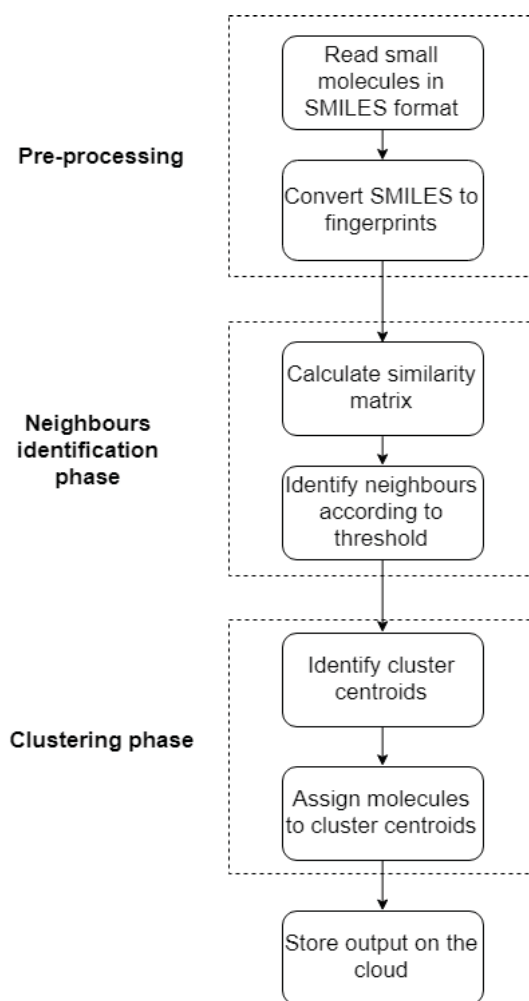 Read small
molecules in
SMILES format
Pre-processing
Convert SMILES to
fingerprints
Calculate similarity
matrix
Neighbours
identification
phase
Identify neighbours
according to
threshold
Identify cluster
centroids
Clustering phase
Assign molecules
to cluster centroids
Store output on the
cloud